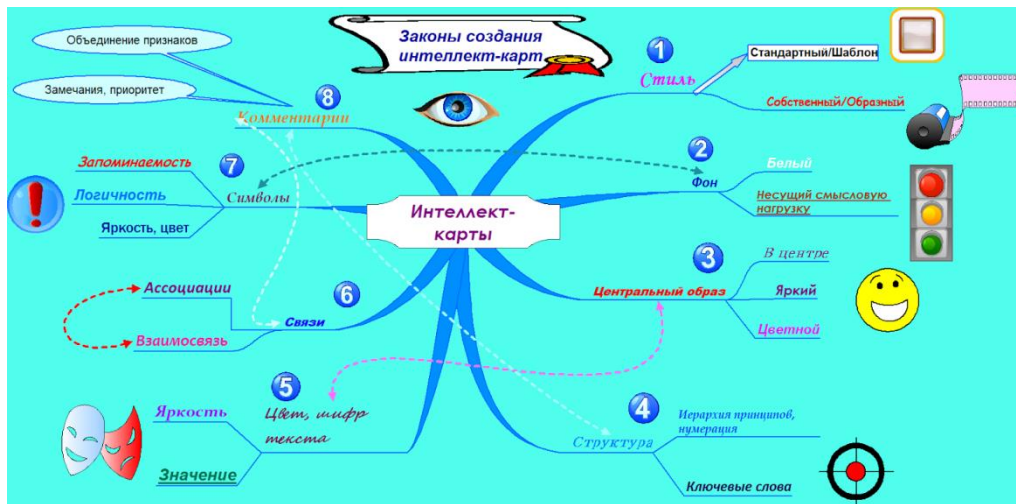 Законы создания
интеллект-карт
Интеллект-
карты
1
Стиль
Стандартный/Шаблон
Собственный/Образный
2
Фон
Белый
Несущий смысловую
нагрузку
3
Центральный образ
В центре
Яркий
Цветной
4
Структура
Иерархия принципов,
нумерация
Ключевые слова
5
Цвет, шифр
текста
Яркость
Значение
6
Связи
Ассоциации
Взаимосвязь
7
Символы
Запоминаемость
Логичность
Яркость, цвет
8
Комментарии
Объединение признаков
Замечания, приоритет